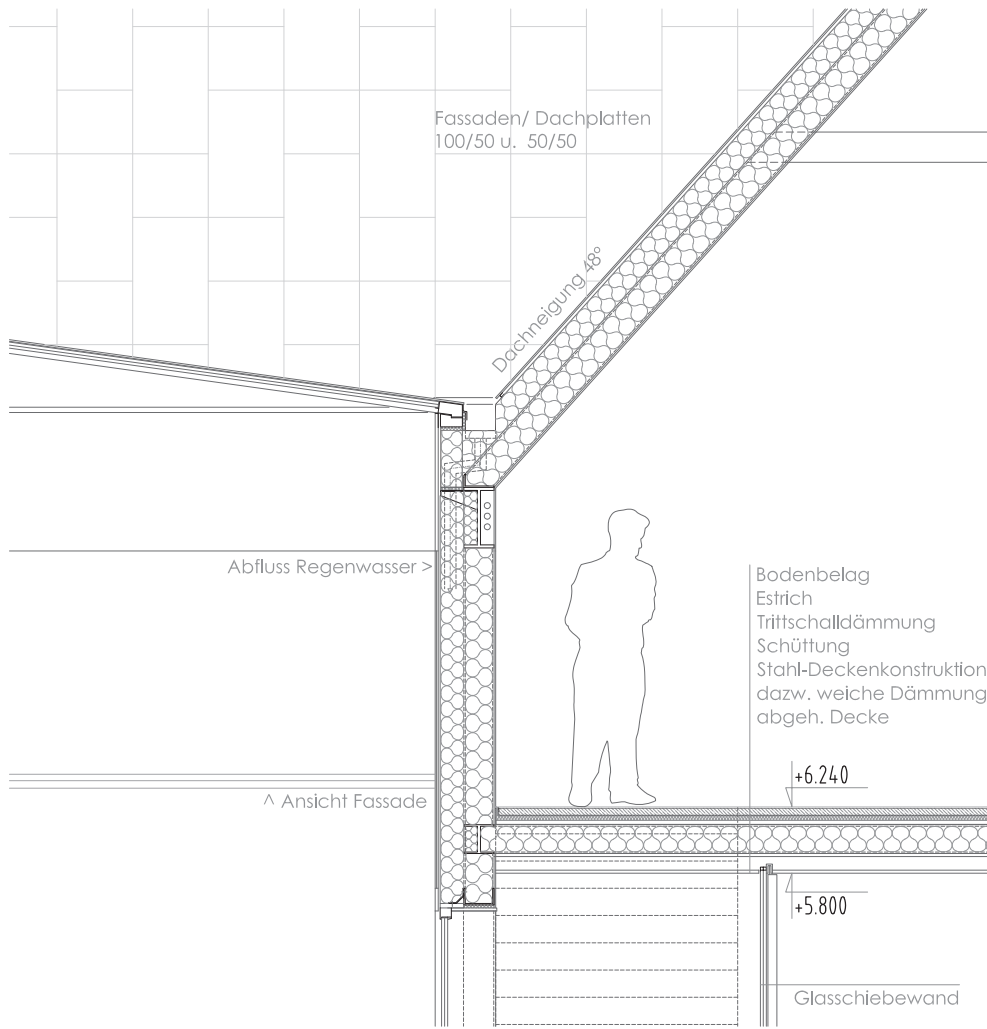 Fassaden/ Dachplatten
100/50 u. 50/50
Dachneigung 48°
Abfluss Regenwasser >
Bodenbelag
Estrich
Trittschalldämmung
Schüttung
Stahl-Deckenkonstruktion
dazw. weiche Dämmung
abgeh. Decke
+6.240
^ Ansicht Fassade
+5.800
Glasschiebewand